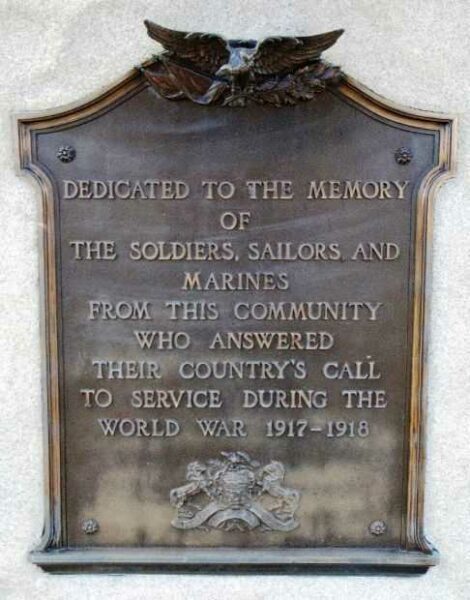 DEDICATED TO THE MEMORY
OF
THE SOLDIERS, SAILORS AND
MARINES
FROM THIS COMMUNITY
WHO ANSWERED
THEIR COUNTRY'S CALL
TO SERVICE DURING THE
WORLD WAR 1917-1918